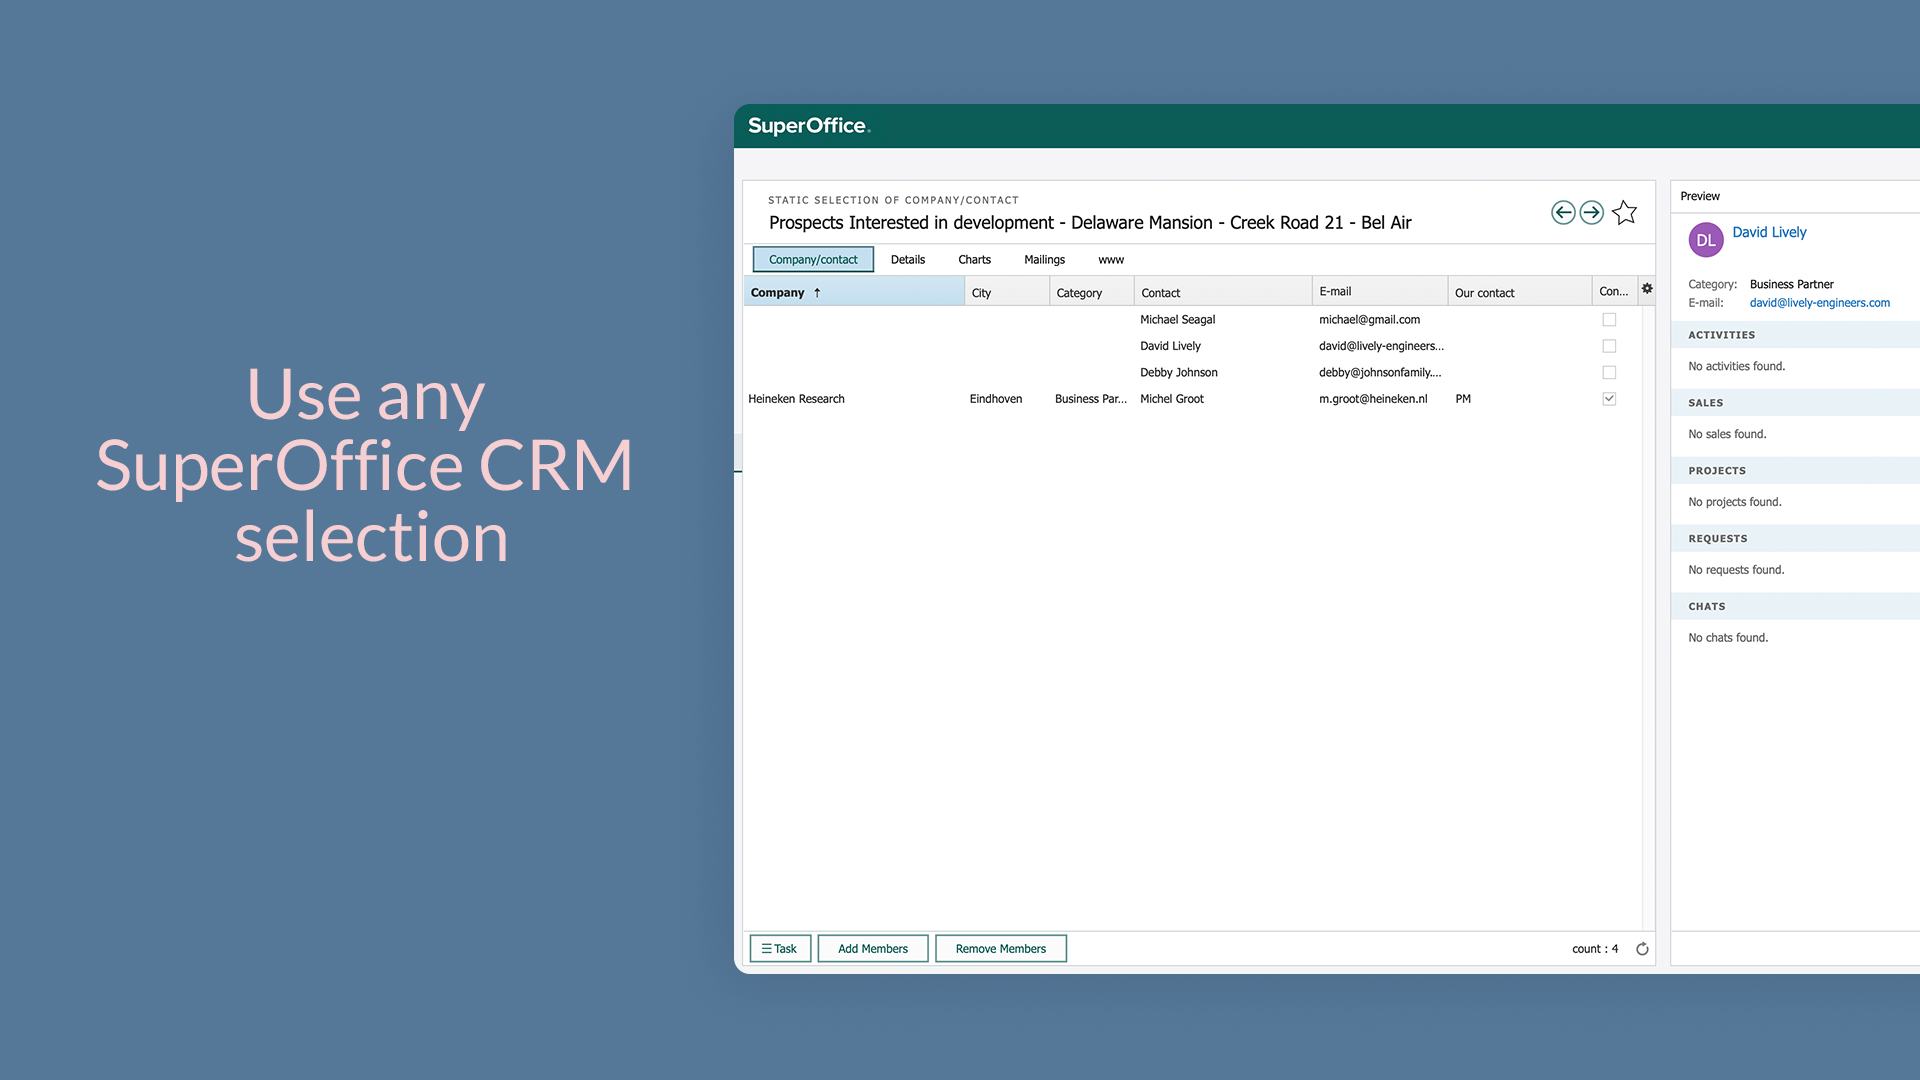 Use any
SuperOffice CRM
selection
SuperOffice.
STATIC SELECTION OF COMPANY/CONTACT
Prospects Interested in development - Delaware Mansion - Creek Road 21 - Bel Air
Company/contact Details Charts Mailings www
Company ↑ City Category Contact E-mail Our contact Con...
Michael Seagal michael@gmail.com
David Lively david@lively-engineers...
Debby Johnson debby@johnsonfamily....
Heineken Research Eindhoven Business Par... Michel Groot m.groot@heineken.nl PM
Task Add Members Remove Members count : 4
Preview
DL David Lively
Category: Business Partner
E-mail: david@lively-engineers.com
ACTIVITIES
No activities found.
SALES
No sales found.
PROJECTS
No projects found.
REQUESTS
No requests found.
CHATS
No chats found.